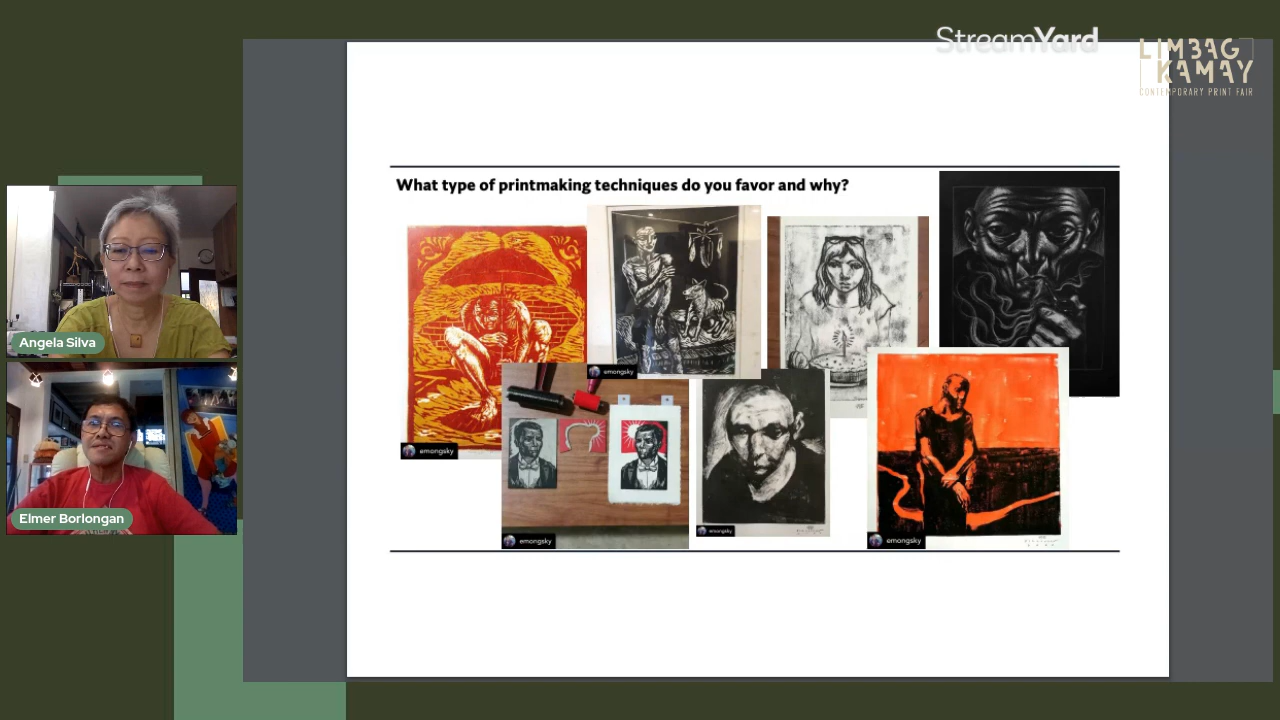 StreamYard
LIMBAG
KAMAY
CONTEMPORARY PRINT FAIR
What type of printmaking techniques do you favor and why?
emongsky
emongsky
emongsky
emongsky
emongsky
Angela Silva
Elmer Borlongan